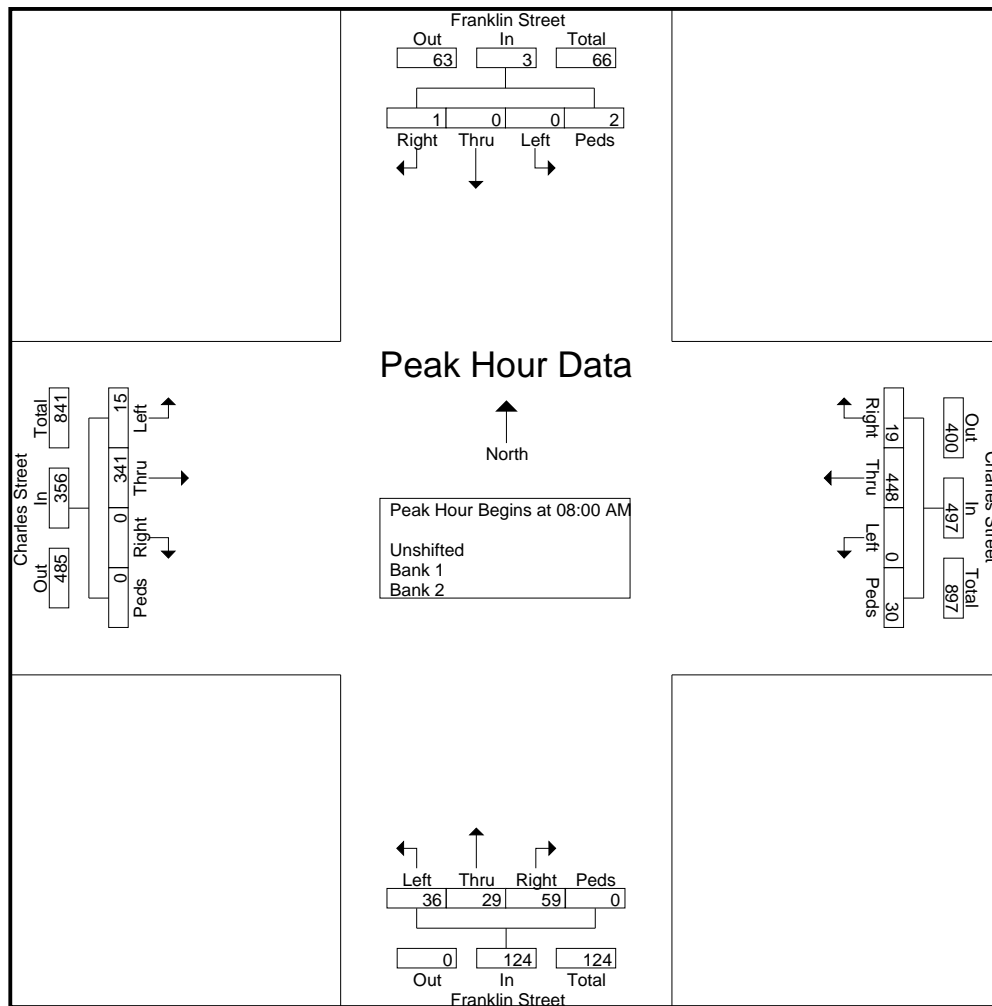 Franklin Street
Out In Total
63 3 66
1 0 0 2
Right Thru Left Peds
Peak Hour Data
North
Peak Hour Begins at 08:00 AM
Unshifted
Bank 1
Bank 2
Charles Street
Out In Total
485 356 841
0 0 341 15
Peds Right Thru Left
Charles Street
Out In Total
400 497 897
19 448 0 30
Right Thru Left Peds
Left Thru Right Peds
36 29 59 0
0 124 124
Out In Total
Franklin Street